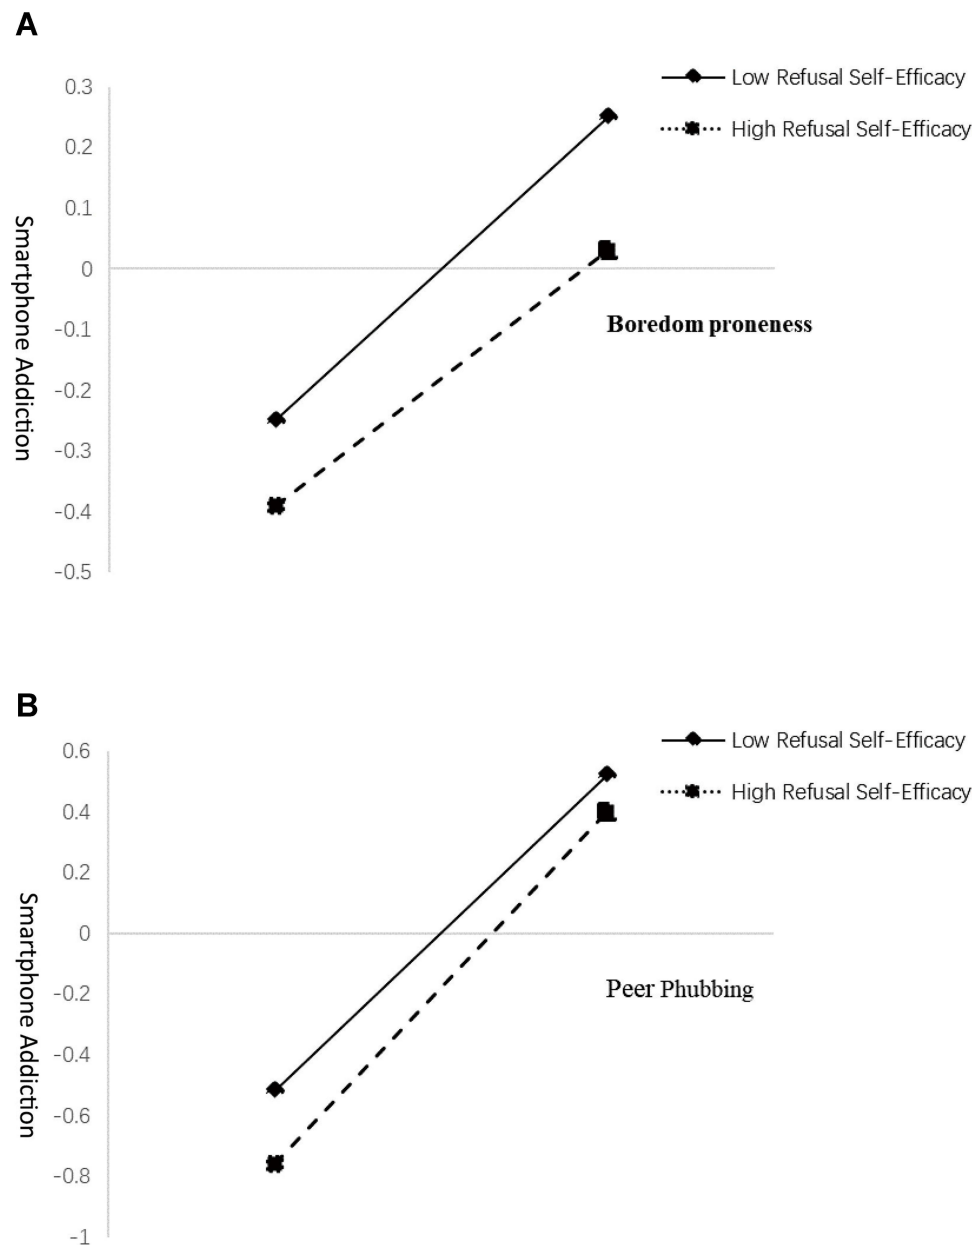 A
Low Refusal Self-Efficacy
High Refusal Self-Efficacy
0.3
0.2
0.1
0
-0.1
-0.2
-0.3
-0.4
-0.5
Smartphone Addiction
Boredom proneness
B
Low Refusal Self-Efficacy
High Refusal Self-Efficacy
0.6
0.4
0.2
0
-0.2
-0.4
-0.6
-0.8
-1
Smartphone Addiction
Peer Phubbing